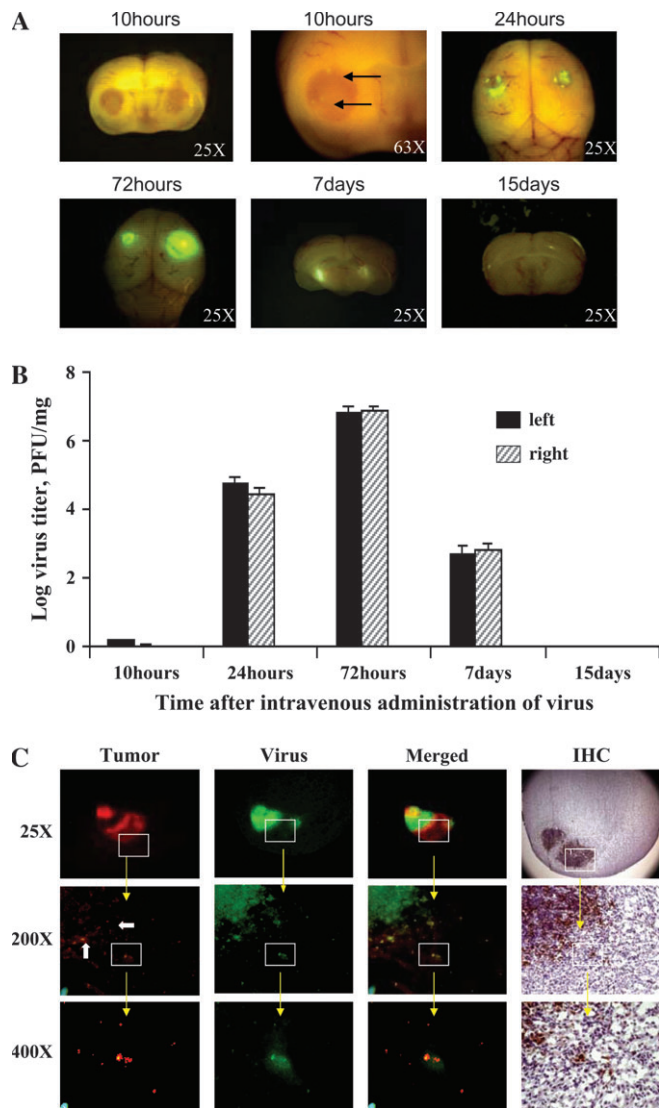 A
10hours
10hours
24hours
25X
63X
25X
72hours
7days
15days
25X
25X
25X
B
Log virus titer, PFU/mg
8
6
4
2
0
left
right
10hours
24hours
72hours
7days
15days
Time after intravenous administration of virus
C
Tumor
Virus
Merged
IHC
25X
200X
400X